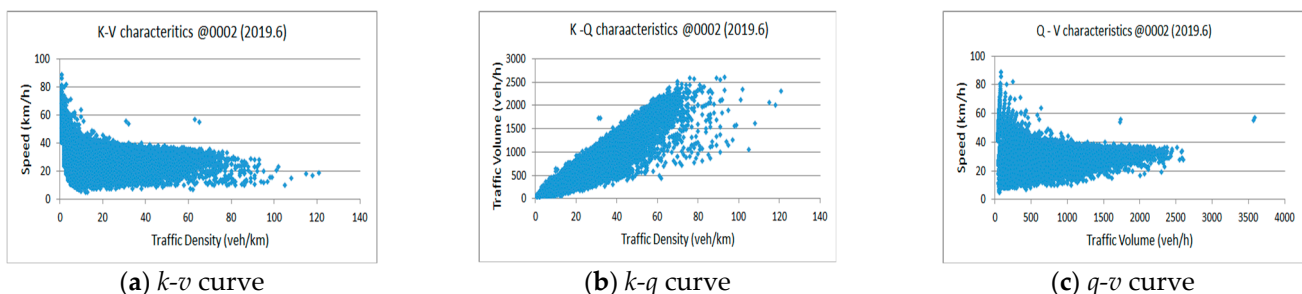 K-V characteritics @0002 (2019.6)
100
80
60
40
20
0
0 20 40 60 80 100 120 140
Speed (km/h)
Traffic Density (veh/km)
(a) k-v curve
K -Q charaacteristics @0002 (2019.6)
3000
2500
2000
1500
1000
500
0
0 20 40 60 80 100 120 140
Traffic Volume (veh/h)
Traffic Density (veh/km)
(b) k-q curve
Q - V characteristics @0002 (2019.6)
100
80
60
40
20
0
0 500 1000 1500 2000 2500 3000 3500 4000
Speed (km/h)
Traffic Volume (veh/h)
(c) q-v curve